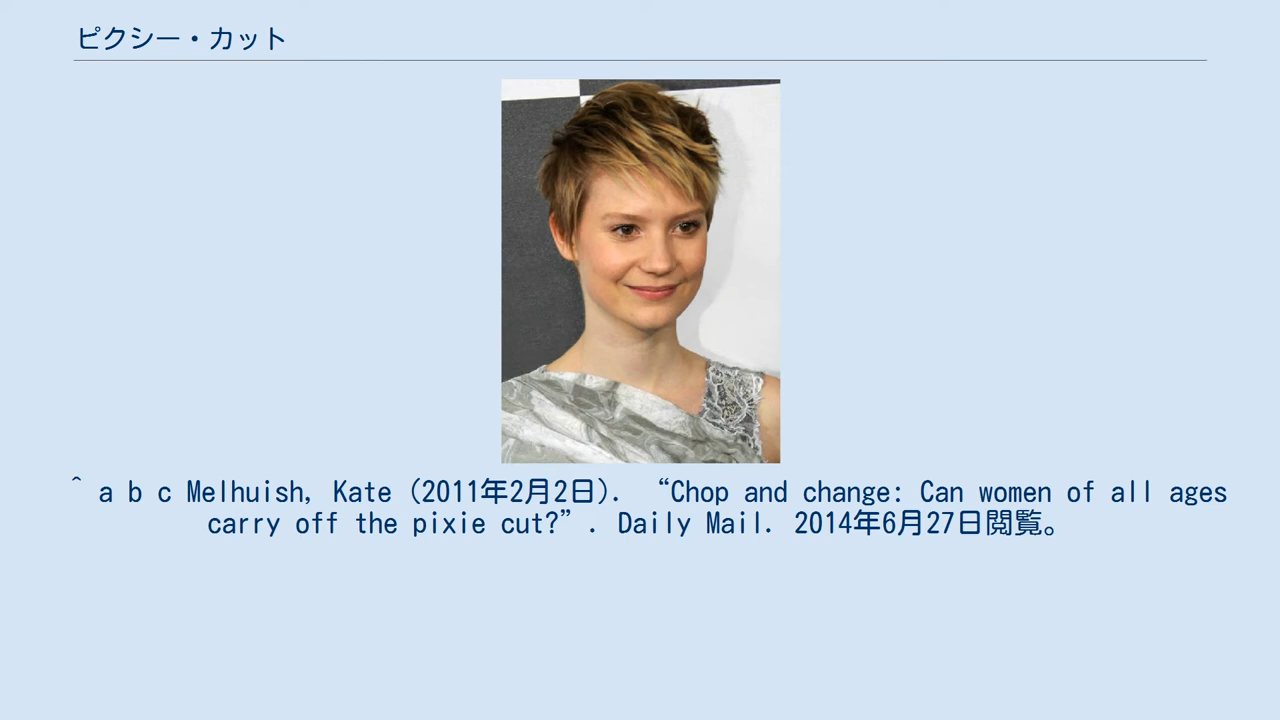 ピクシー・カット
^ a b c Melhuish, Kate (2011年2月2日). “Chop and change: Can women of all ages
carry off the pixie cut?”. Daily Mail. 2014年6月27日閲覧。